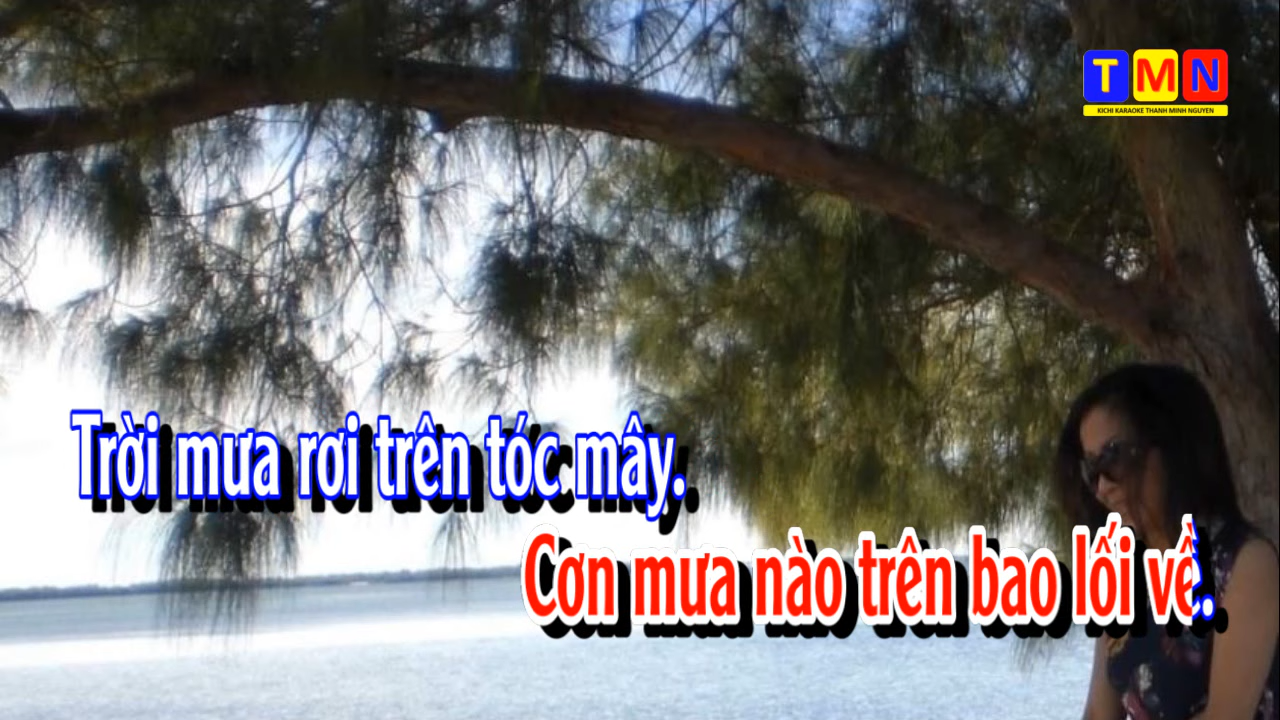 TMN
KICHI KARAOKE THANH MINH NGUYEN
Trời mưa rơi trên tóc mây.
Cơn mưa nào trên bao lối về.